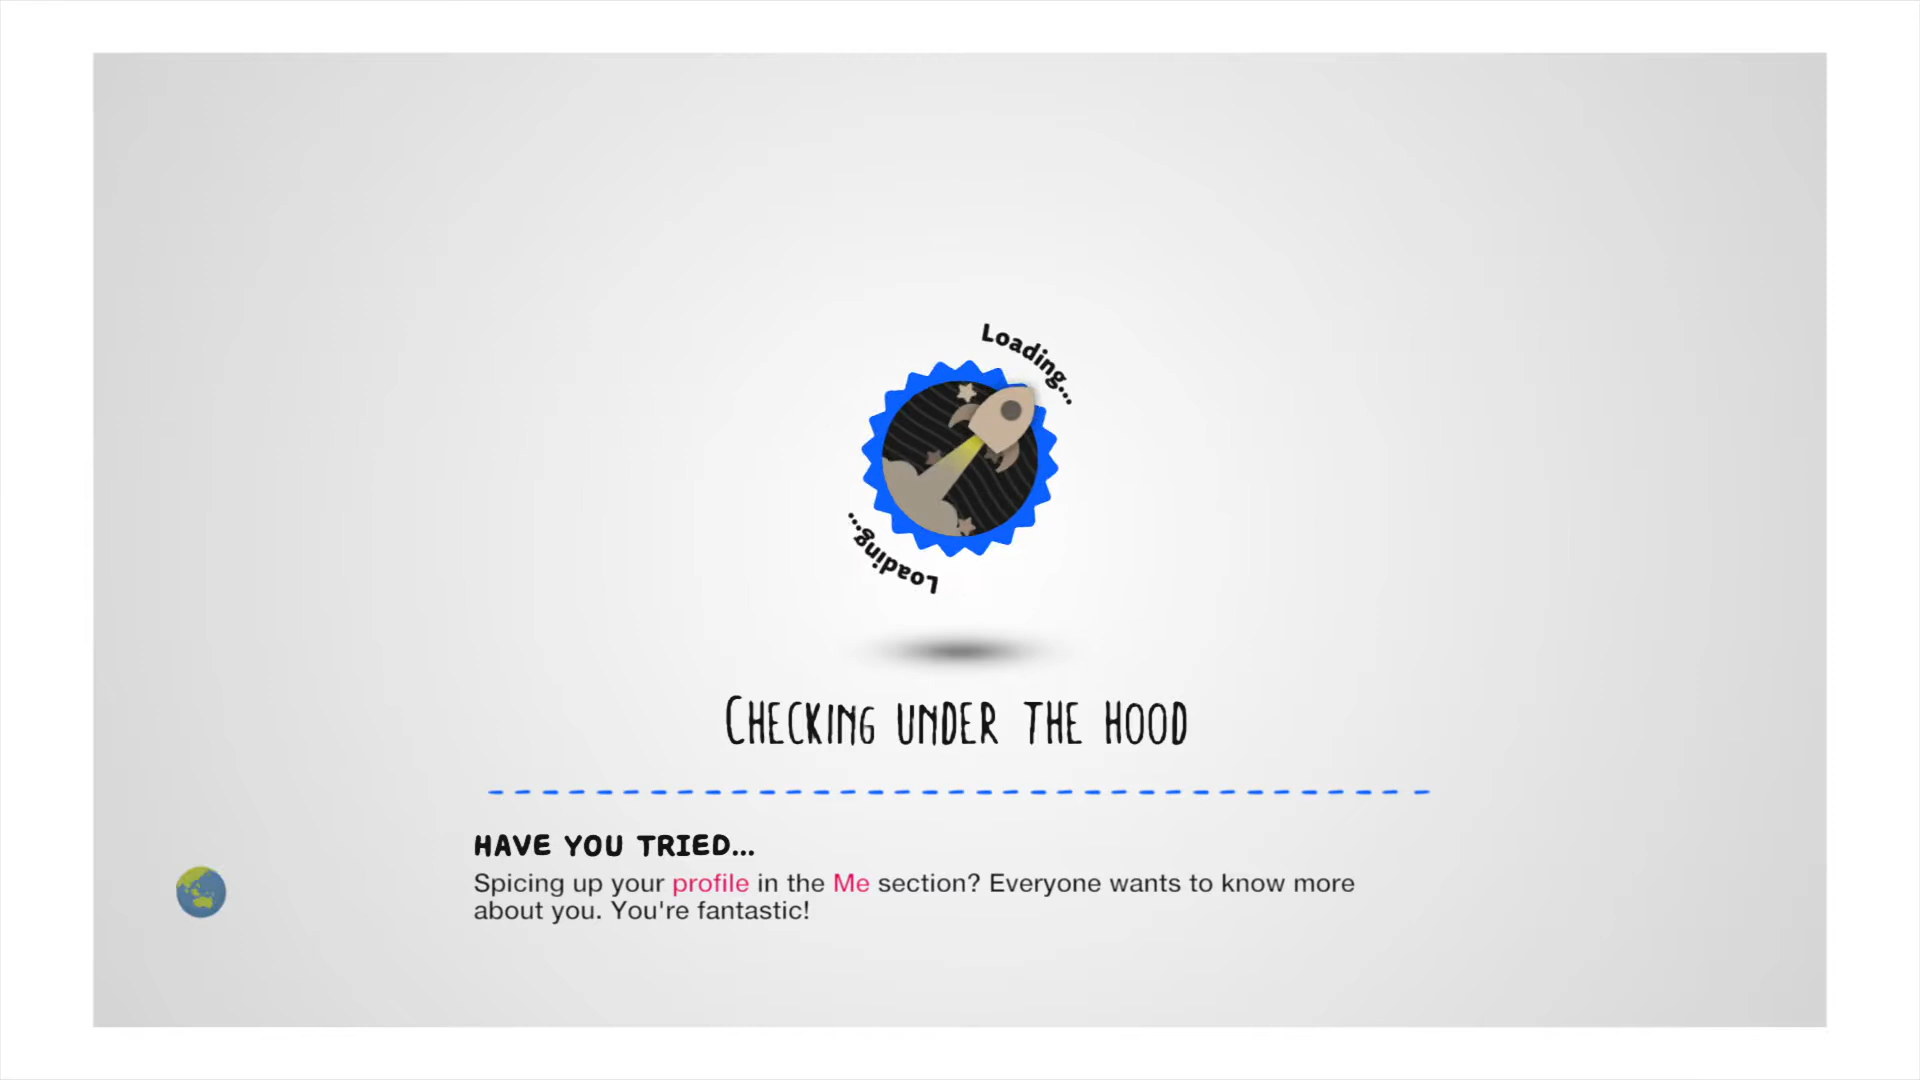 Loading...
Loading...
Checking under the hood
HAVE YOU TRIED...
Spicing up your profile in the Me section? Everyone wants to know more
about you. You're fantastic!